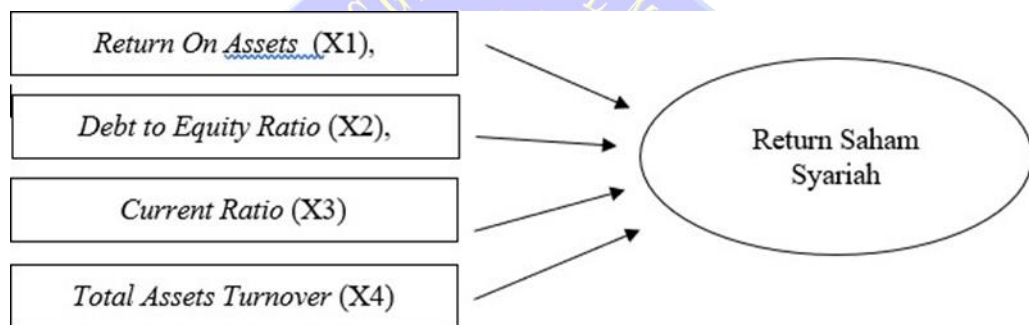 Return On Assets (X1),
Debt to Equity Ratio (X2),
Current Ratio (X3)
Total Assets Turnover (X4)
Return Saham
Syariah